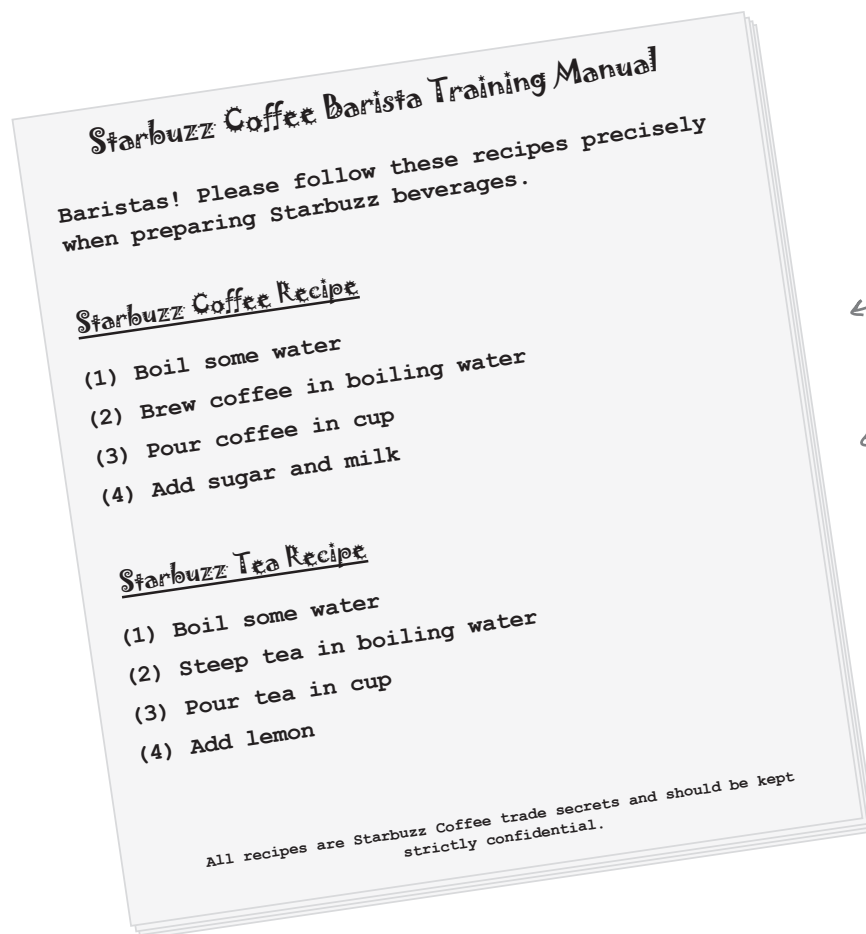 Starbuzz Coffee Barista Training Manual
Baristas! Please follow these recipes precisely
when preparing Starbuzz beverages.
Starbuzz Coffee Recipe
(1) Boil some water
(2) Brew coffee in boiling water
(3) Pour coffee in cup
(4) Add sugar and milk
Starbuzz Tea Recipe
(1) Boil some water
(2) Steep tea in boiling water
(3) Pour tea in cup
(4) Add lemon
All recipes are Starbuzz Coffee trade secrets and should be kept
strictly confidential.